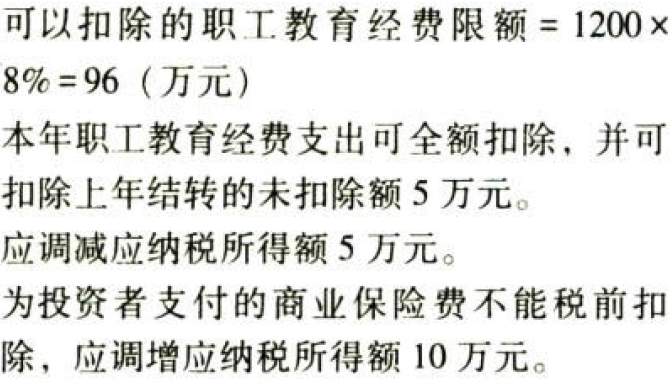 可以扣除的职工教育经费限额 = 1200 ×
8% = 96（万元）
本年职工教育经费支出可全额扣除，并可
扣除上年结转的未扣除额 5 万元。
应调减应纳税所得额 5 万元。
为投资者支付的商业保险费不能税前扣
除，应调增应纳税所得额 10 万元。